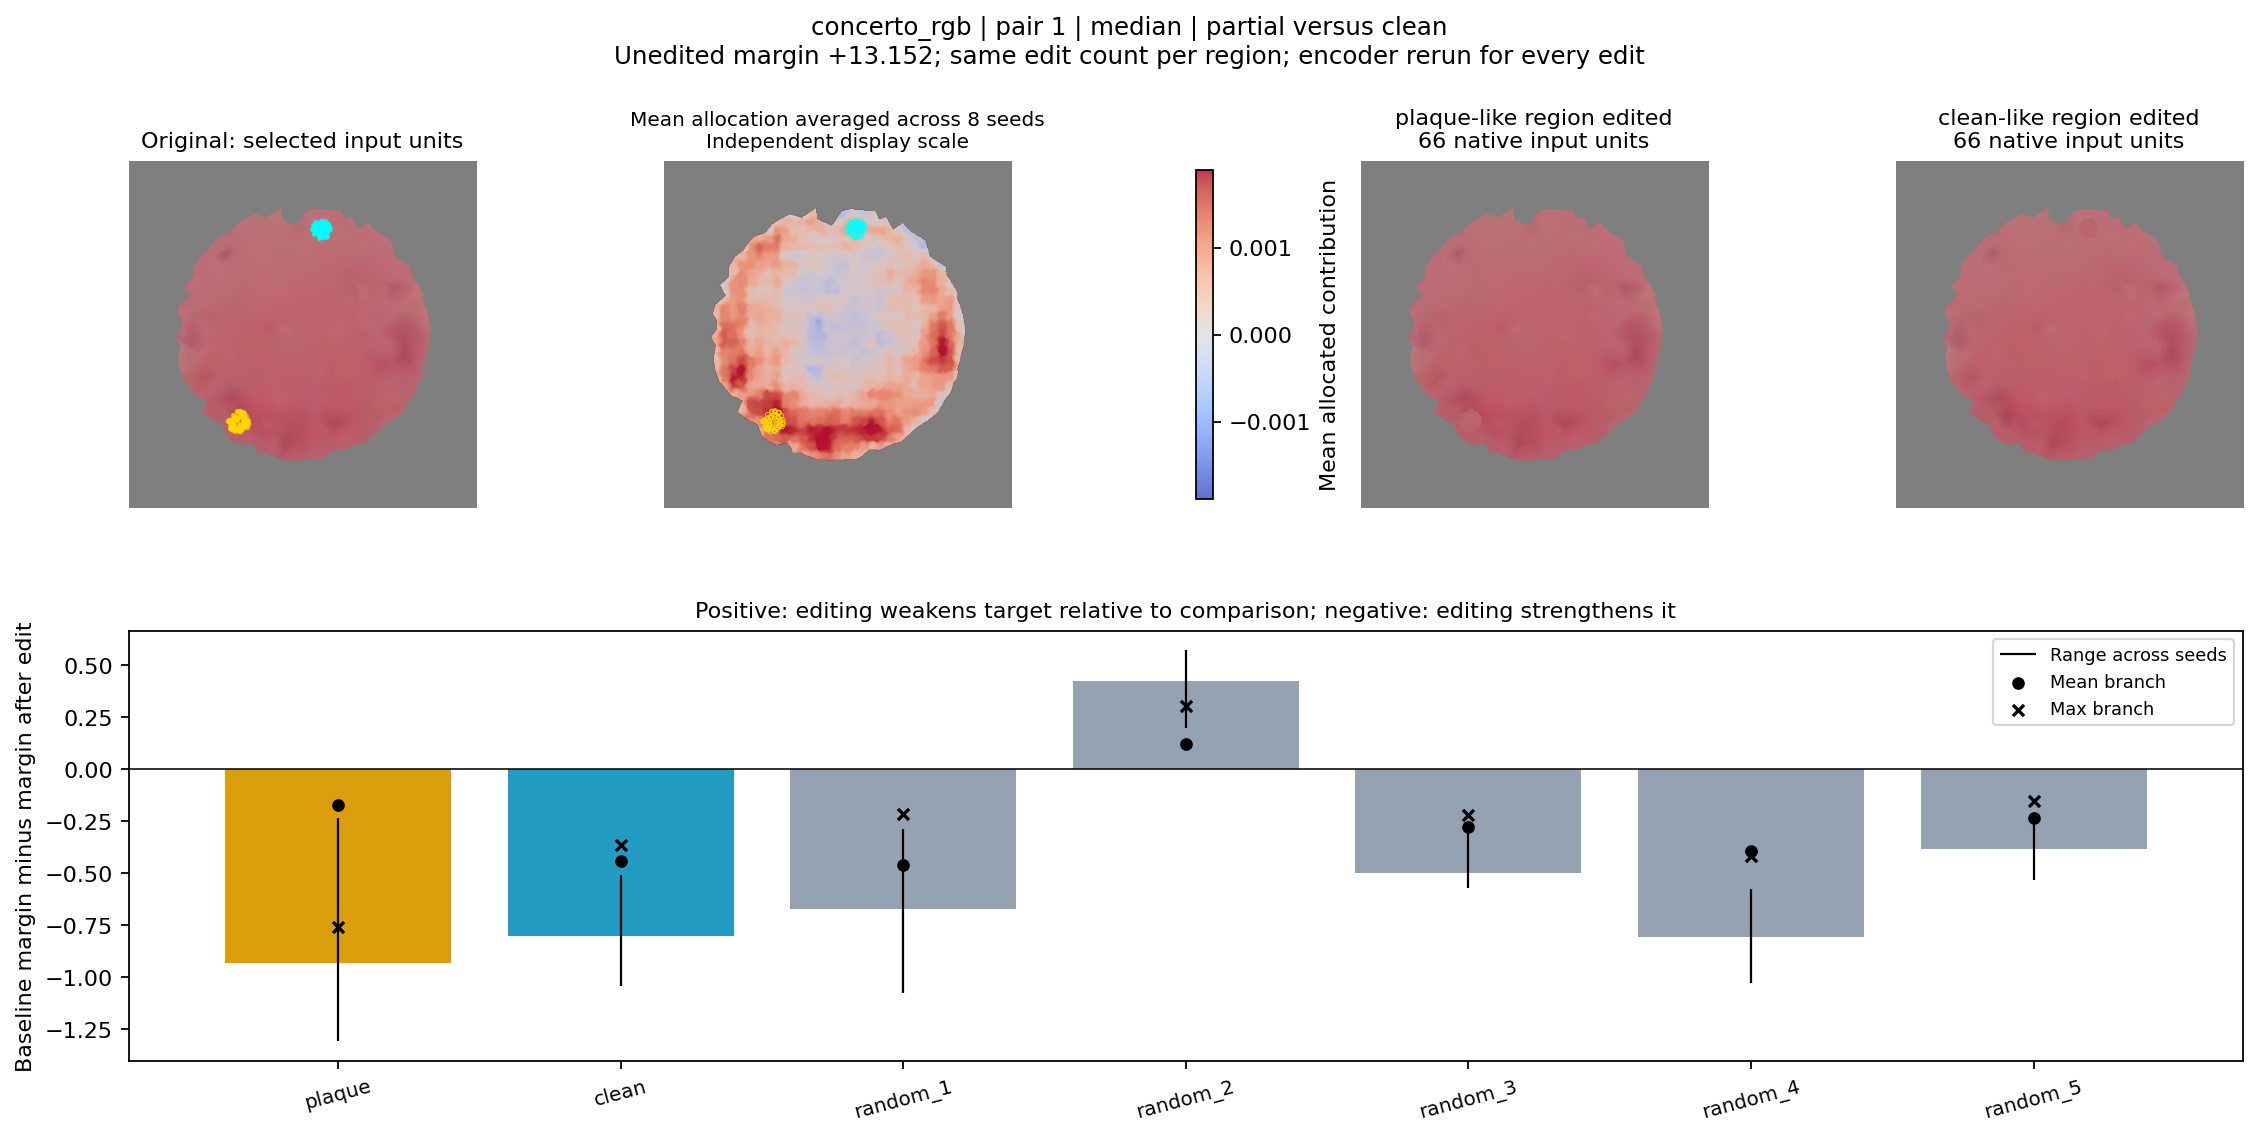 concerto_rgb | pair 1 | median | partial versus clean
Unedited margin +13.152; same edit count per region; encoder rerun for every edit
Original: selected input units
Mean allocation averaged across 8 seeds
Independent display scale
0.001
0.000
−0.001
Mean allocated contribution
plaque-like region edited
66 native input units
clean-like region edited
66 native input units
Positive: editing weakens target relative to comparison; negative: editing strengthens it
Baseline margin minus margin after edit
0.50
0.25
0.00
−0.25
−0.50
−0.75
−1.00
−1.25
Range across seeds
Mean branch
Max branch
plaque
clean
random_1
random_2
random_3
random_4
random_5